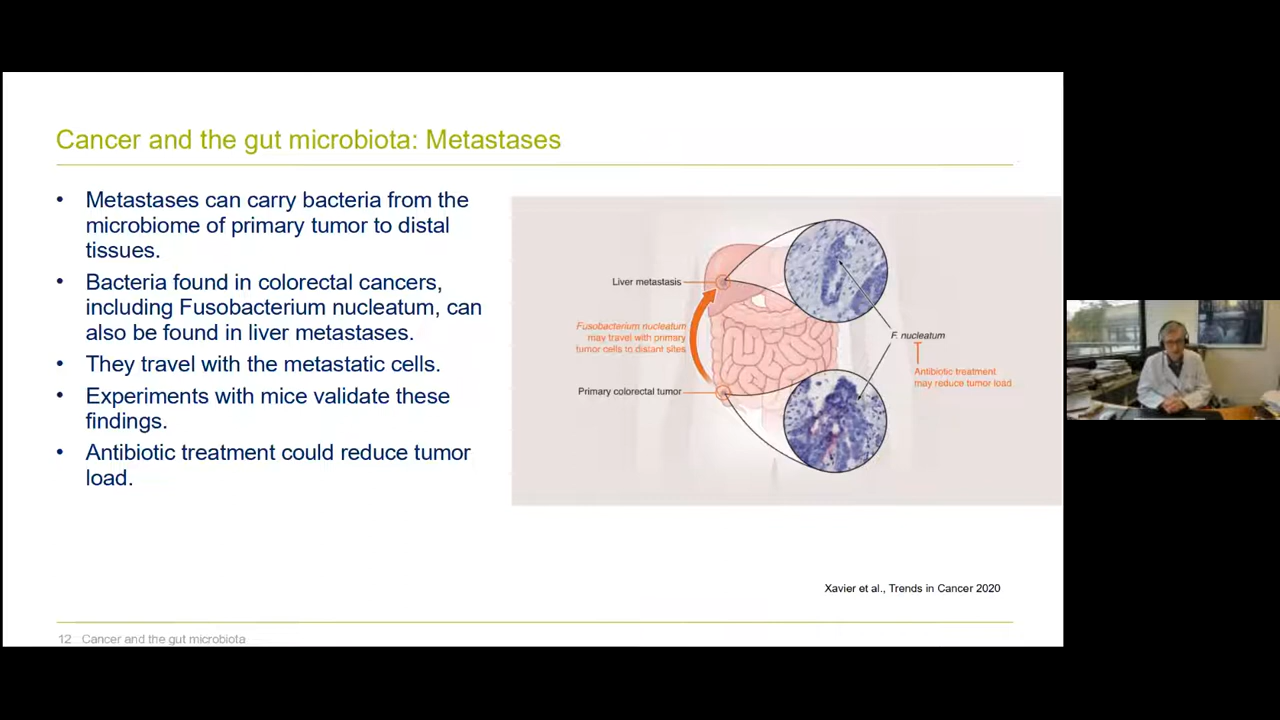 Cancer and the gut microbiota: Metastases
• Metastases can carry bacteria from the
microbiome of primary tumor to distal
tissues.
• Bacteria found in colorectal cancers,
including Fusobacterium nucleatum, can
also be found in liver metastases.
• They travel with the metastatic cells.
• Experiments with mice validate these
findings.
• Antibiotic treatment could reduce tumor
load.
Liver metastasis
Fusobacterium nucleatum
may travel with primary
tumor cells to distant sites
Primary colorectal tumor
F. nucleatum
Antibiotic treatment
may reduce tumor load
Xavier et al., Trends in Cancer 2020
12 Cancer and the gut microbiota